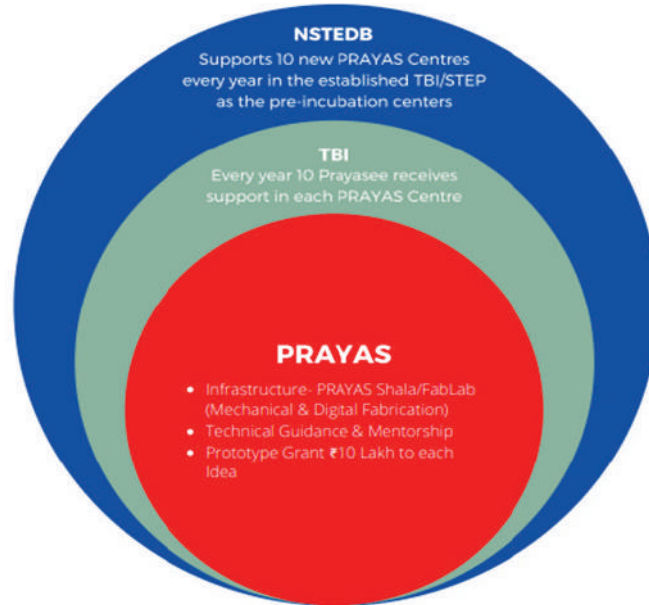 NSTEDB
Supports 10 new PRAYAS Centres
every year in the established TBI/STEP
as the pre-incubation centers
TBI
Every year 10 Prayasee receives
support in each PRAYAS Centre
PRAYAS
• Infrastructure- PRAYAS Shala/FabLab
(Mechanical & Digital Fabrication)
• Technical Guidance & Mentorship
• Prototype Grant ₹10 Lakh to each
Idea